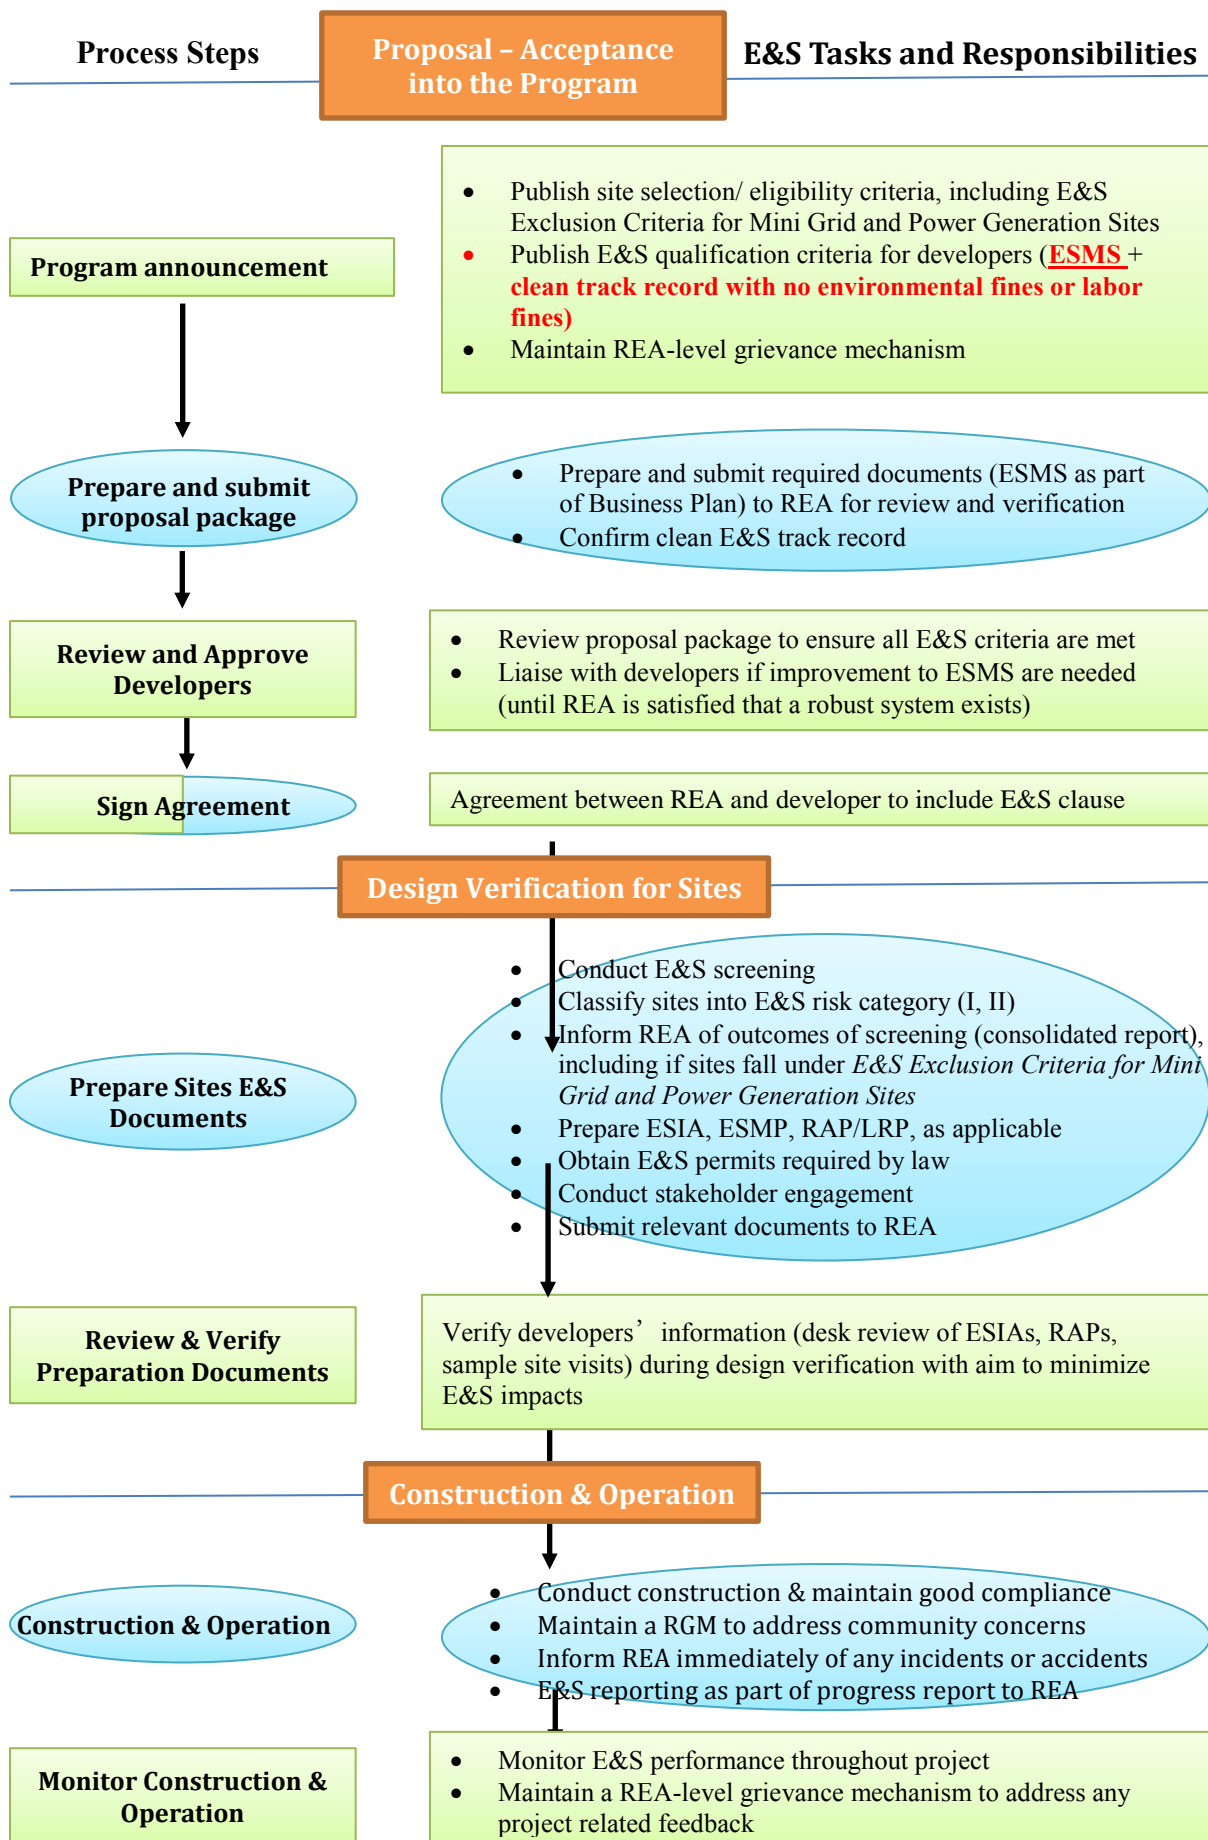 Process Steps
Proposal – Acceptance
into the Program
E&S Tasks and Responsibilities
Program announcement
• Publish site selection/ eligibility criteria, including E&S
Exclusion Criteria for Mini Grid and Power Generation Sites
• Publish E&S qualification criteria for developers (ESMS +
clean track record with no environmental fines or labor
fines)
• Maintain REA-level grievance mechanism
Prepare and submit
proposal package
• Prepare and submit required documents (ESMS as part
of Business Plan) to REA for review and verification
• Confirm clean E&S track record
Review and Approve
Developers
• Review proposal package to ensure all E&S criteria are met
• Liaise with developers if improvement to ESMS are needed
(until REA is satisfied that a robust system exists)
Sign Agreement
Agreement between REA and developer to include E&S clause
Design Verification for Sites
Prepare Sites E&S
Documents
• Conduct E&S screening
• Classify sites into E&S risk category (I, II)
• Inform REA of outcomes of screening (consolidated report),
including if sites fall under E&S Exclusion Criteria for Mini
Grid and Power Generation Sites
• Prepare ESIA, ESMP, RAP/LRP, as applicable
• Obtain E&S permits required by law
• Conduct stakeholder engagement
• Submit relevant documents to REA
Review & Verify
Preparation Documents
Verify developers’ information (desk review of ESIAs, RAPs,
sample site visits) during design verification with aim to minimize
E&S impacts
Construction & Operation
Construction & Operation
• Conduct construction & maintain good compliance
• Maintain a RGM to address community concerns
• Inform REA immediately of any incidents or accidents
• E&S reporting as part of progress report to REA
Monitor Construction &
Operation
• Monitor E&S performance throughout project
• Maintain a REA-level grievance mechanism to address any
project related feedback